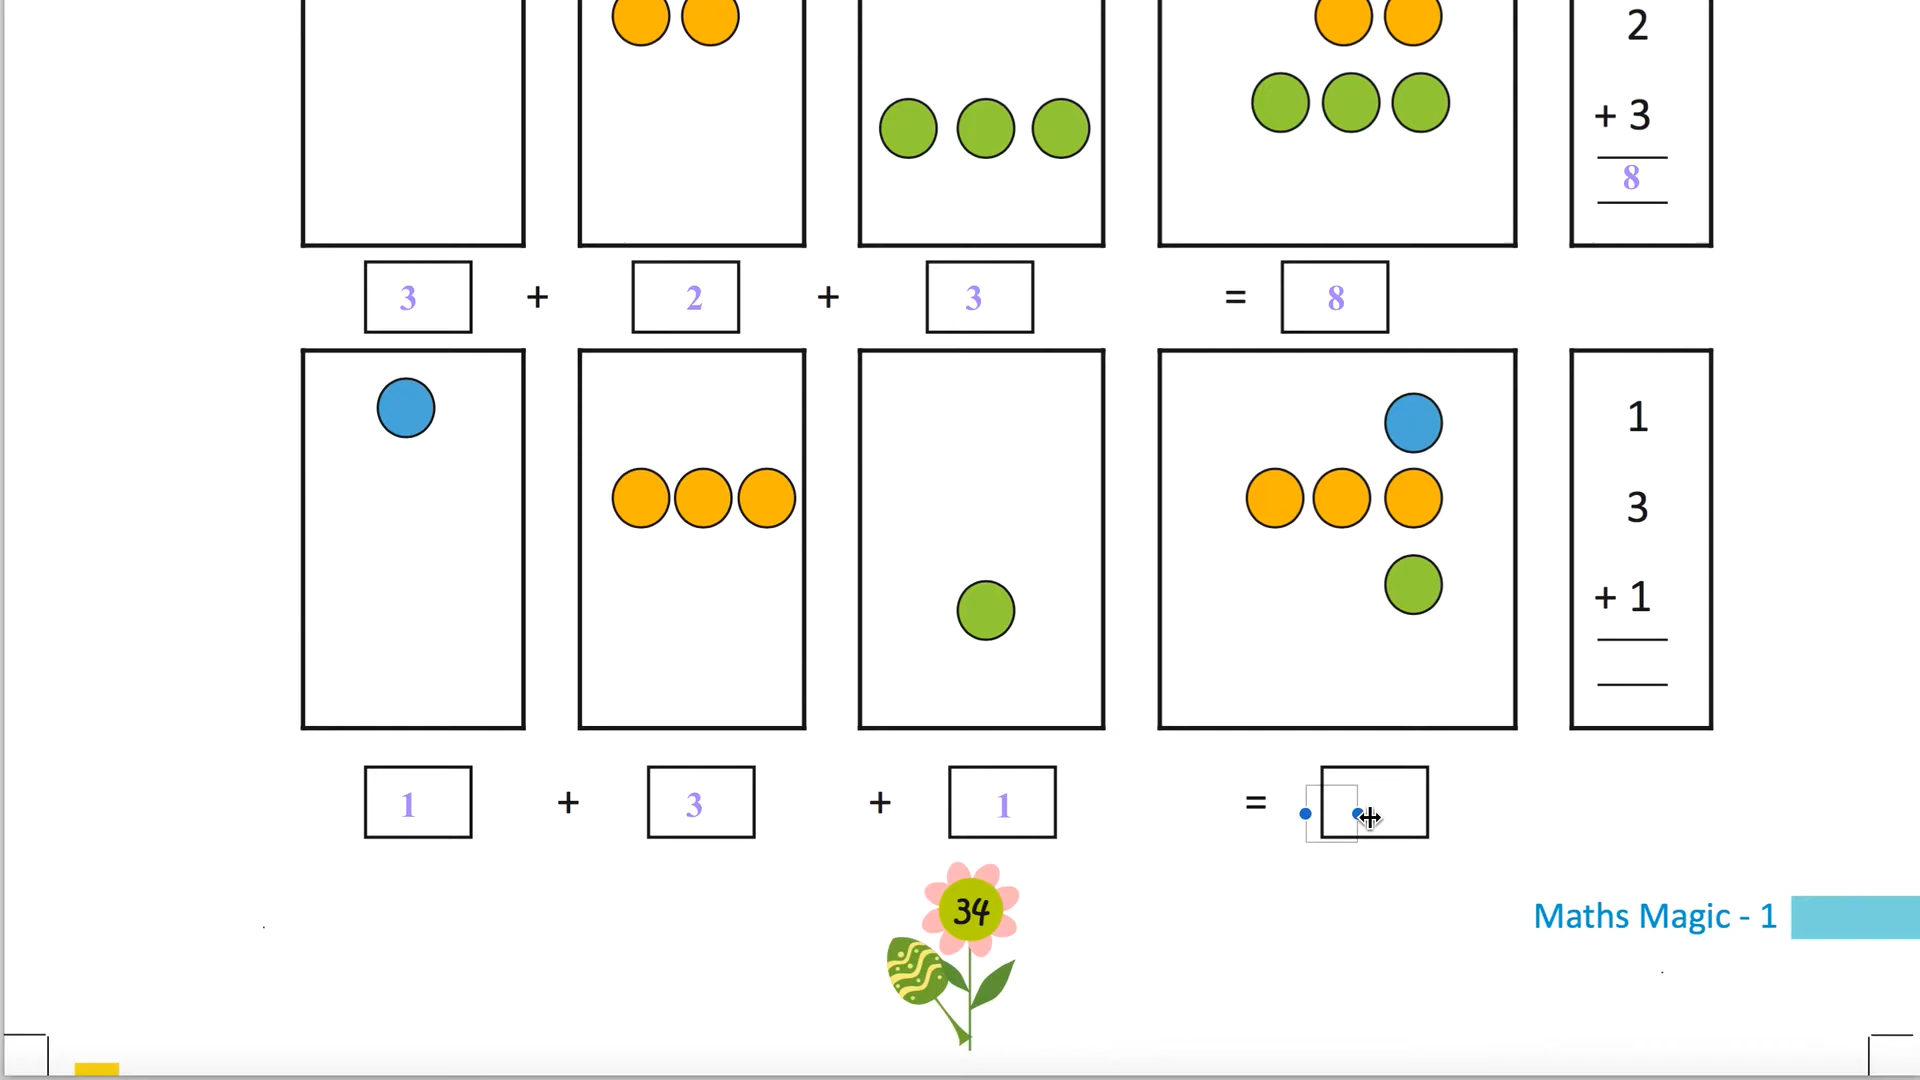 2
+ 3
8
3 + 2 + 3 = 8
1
3
+ 1
1 + 3 + 1 =
34
Maths Magic - 1